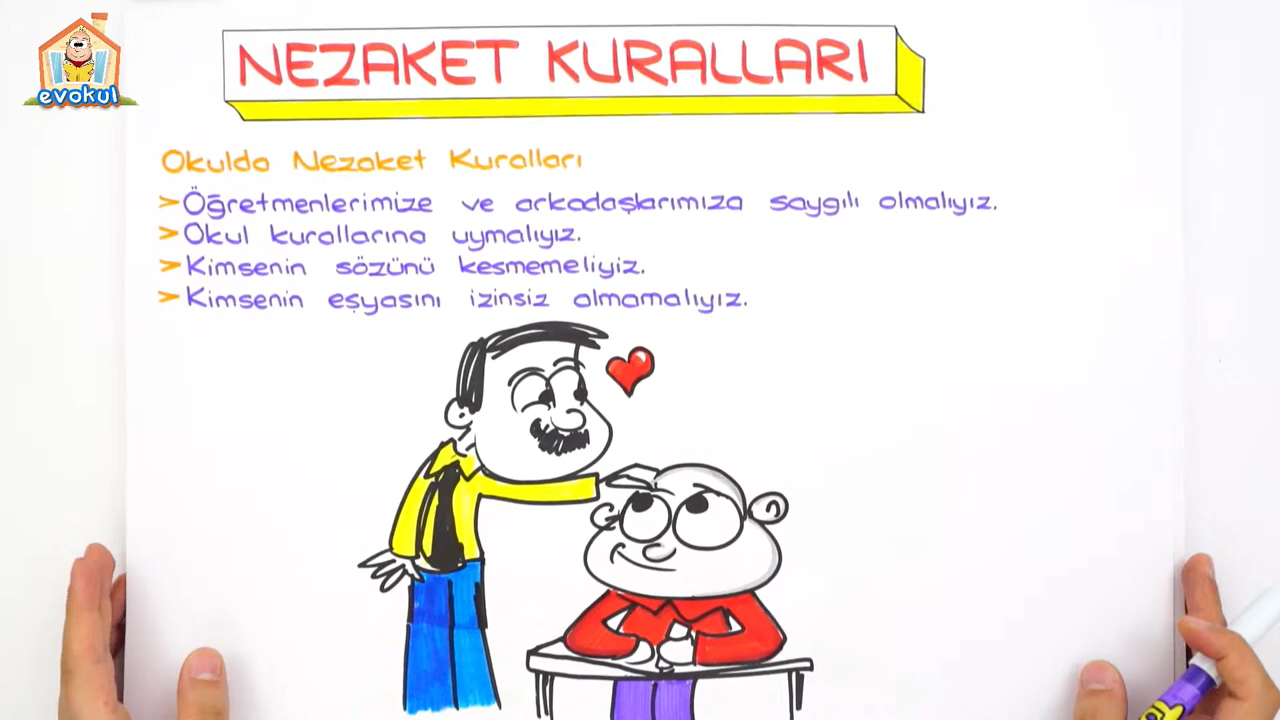 evokul
NEZAKET KURALLARI
Okulda Nezaket Kuralları
➢Öğretmenlerimize ve arkadaşlarımıza saygılı olmalıyız.
➢Okul kurallarına uymalıyız.
➢Kimsenin sözünü kesmemeliyiz.
➢Kimsenin eşyasını izinsiz almamalıyız.